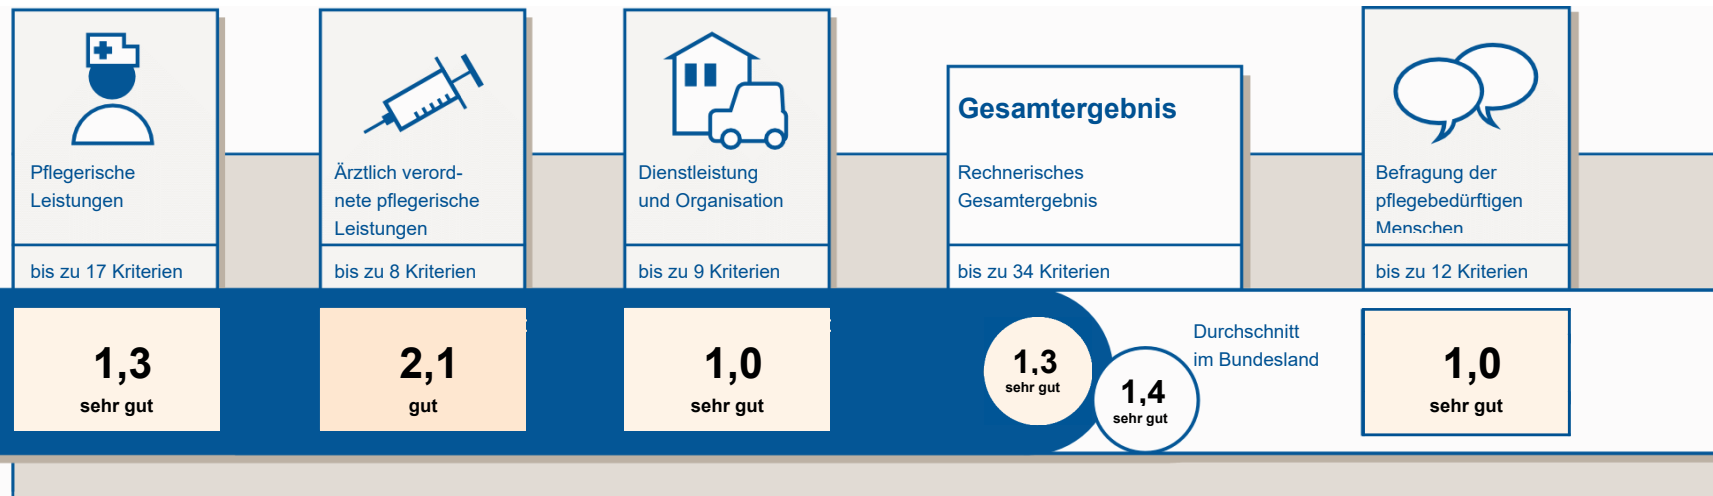 Pflegerische
Leistungen
bis zu 17 Kriterien
1,3
sehr gut
Ärztlich verord-
nete pflegerische
Leistungen
bis zu 8 Kriterien
2,1
gut
Dienstleistung
und Organisation
bis zu 9 Kriterien
1,0
sehr gut
Gesamtergebnis
Rechnerisches
Gesamtergebnis
bis zu 34 Kriterien
1,3
sehr gut
1,4
sehr gut
Durchschnitt
im Bundesland
Befragung der
pflegebedürftigen
Menschen
bis zu 12 Kriterien
1,0
sehr gut